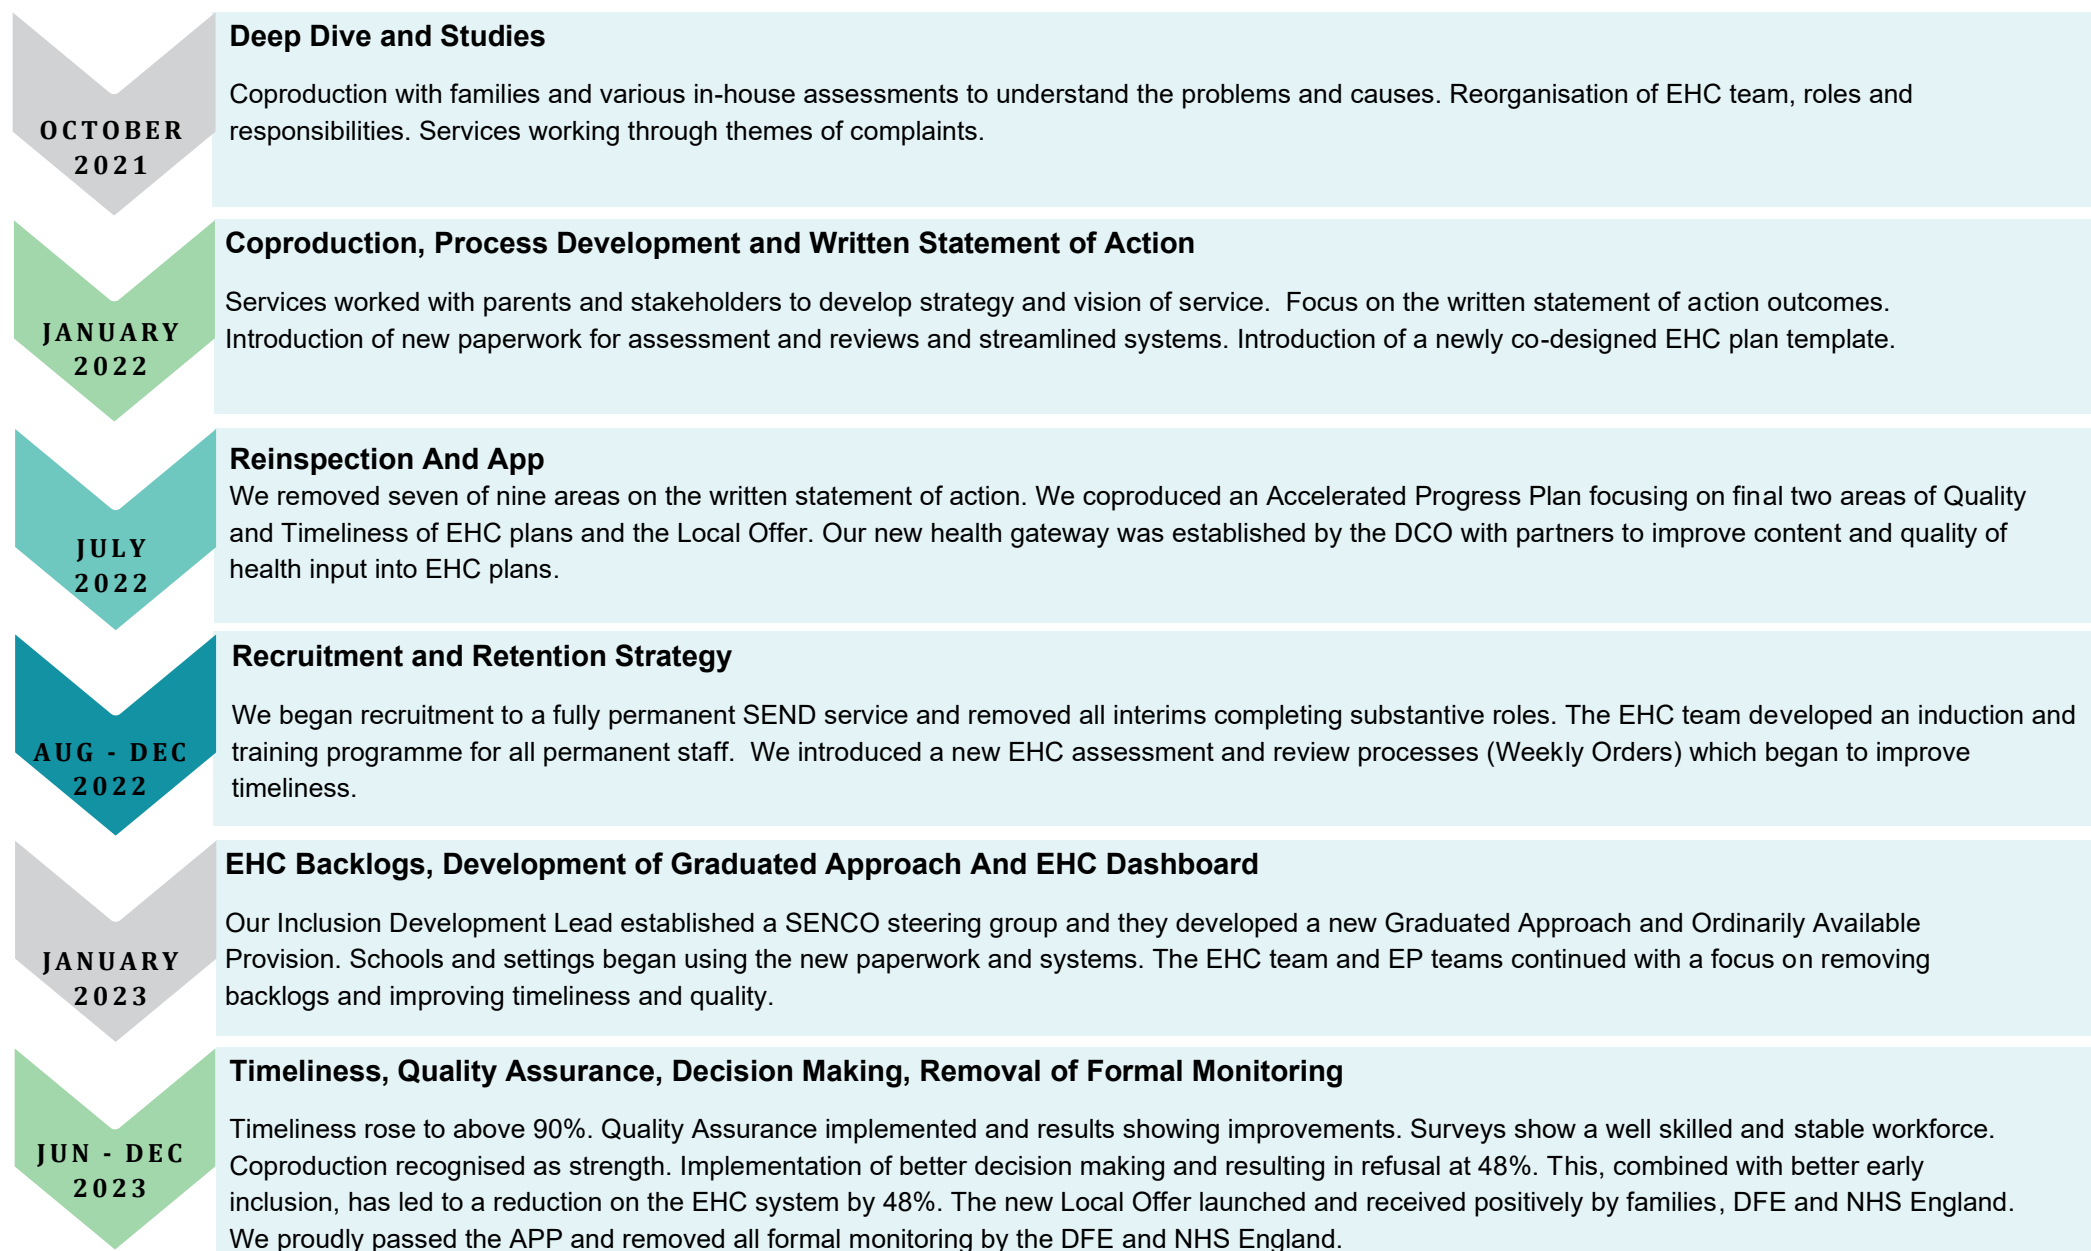 Deep Dive and Studies
Coproduction with families and various in-house assessments to understand the problems and causes. Reorganisation of EHC team, roles and
responsibilities. Services working through themes of complaints.
OCTOBER
2021
Coproduction, Process Development and Written Statement of Action
Services worked with parents and stakeholders to develop strategy and vision of service.  Focus on the written statement of action outcomes.
Introduction of new paperwork for assessment and reviews and streamlined systems. Introduction of a newly co-designed EHC plan template.
JANUARY
2022
Reinspection And App
We removed seven of nine areas on the written statement of action. We coproduced an Accelerated Progress Plan focusing on final two areas of Quality
and Timeliness of EHC plans and the Local Offer. Our new health gateway was established by the DCO with partners to improve content and quality of
health input into EHC plans.
JULY
2022
Recruitment and Retention Strategy
We began recruitment to a fully permanent SEND service and removed all interims completing substantive roles. The EHC team developed an induction and
training programme for all permanent staff.  We introduced a new EHC assessment and review processes (Weekly Orders) which began to improve
timeliness.
AUG - DEC
2022
EHC Backlogs, Development of Graduated Approach And EHC Dashboard
Our Inclusion Development Lead established a SENCO steering group and they developed a new Graduated Approach and Ordinarily Available
Provision. Schools and settings began using the new paperwork and systems. The EHC team and EP teams continued with a focus on removing
backlogs and improving timeliness and quality.
JANUARY
2023
Timeliness, Quality Assurance, Decision Making, Removal of Formal Monitoring
Timeliness rose to above 90%. Quality Assurance implemented and results showing improvements. Surveys show a well skilled and stable workforce.
Coproduction recognised as strength. Implementation of better decision making and resulting in refusal at 48%. This, combined with better early
inclusion, has led to a reduction on the EHC system by 48%. The new Local Offer launched and received positively by families, DFE and NHS England.
We proudly passed the APP and removed all formal monitoring by the DFE and NHS England.
JUN - DEC
2023